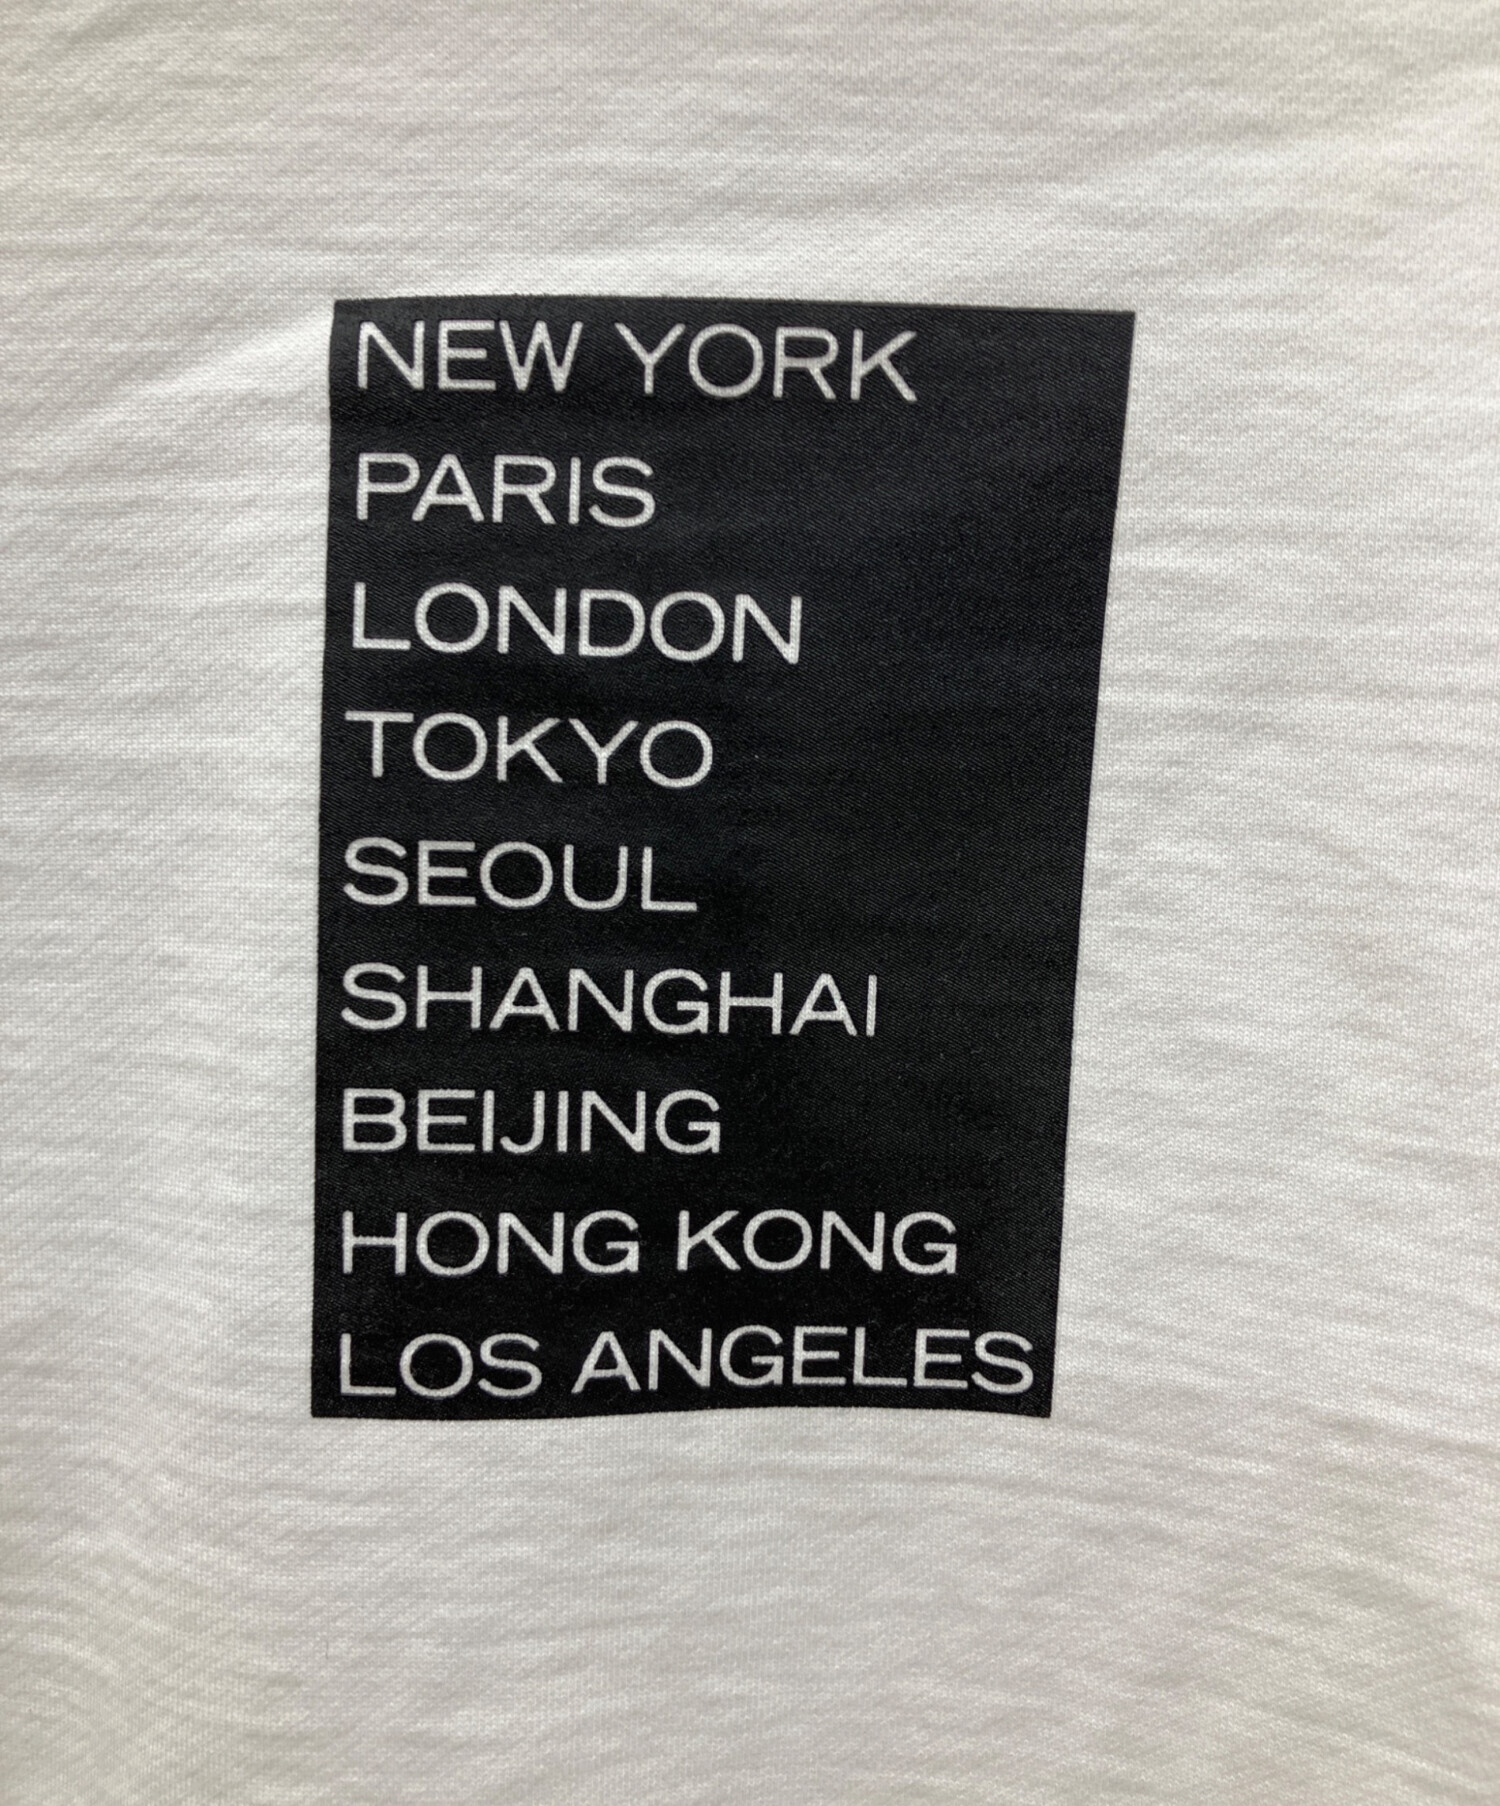 NEW YORK
PARIS
LONDON
TOKYO
SEOUL
SHANGHAI
BEIJING
HONG KONG
LOS ANGELES